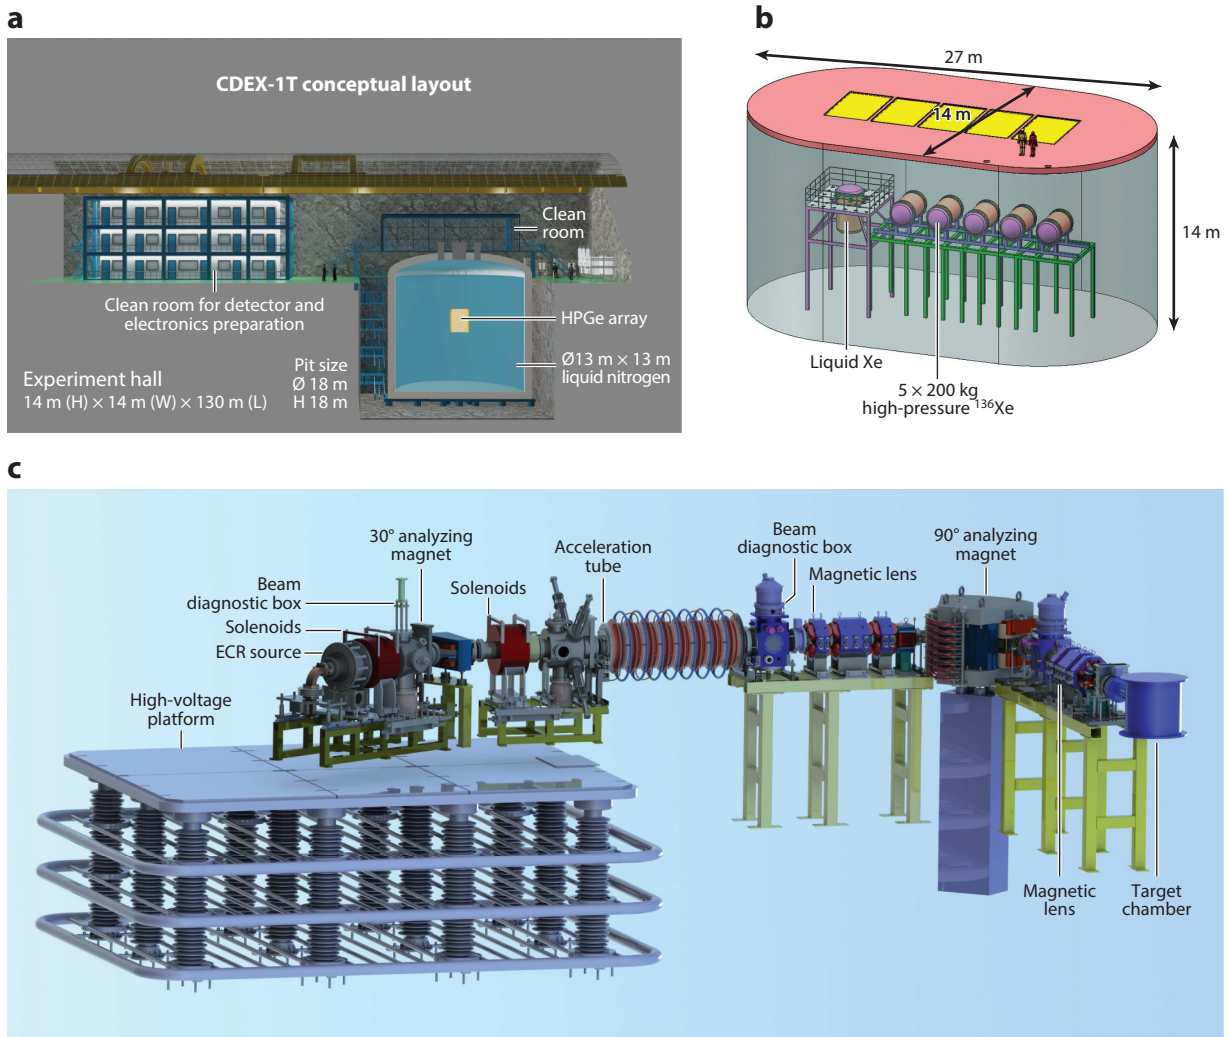 a
CDEX-1T conceptual layout
Clean
room
Clean room for detector and
electronics preparation
HPGe array
Experiment hall
14 m (H) × 14 m (W) × 130 m (L)
Pit size
Ø 18 m
H 18 m
Ø13 m × 13 m
liquid nitrogen
b
27 m
14 m
14 m
Liquid Xe
5 × 200 kg
high-pressure ¹³⁶Xe
c
30° analyzing
magnet
Beam
diagnostic box
Solenoids
ECR source
High-voltage
platform
Solenoids
Acceleration
tube
Beam
diagnostic box
Magnetic lens
90° analyzing
magnet
Magnetic
lens
Target
chamber